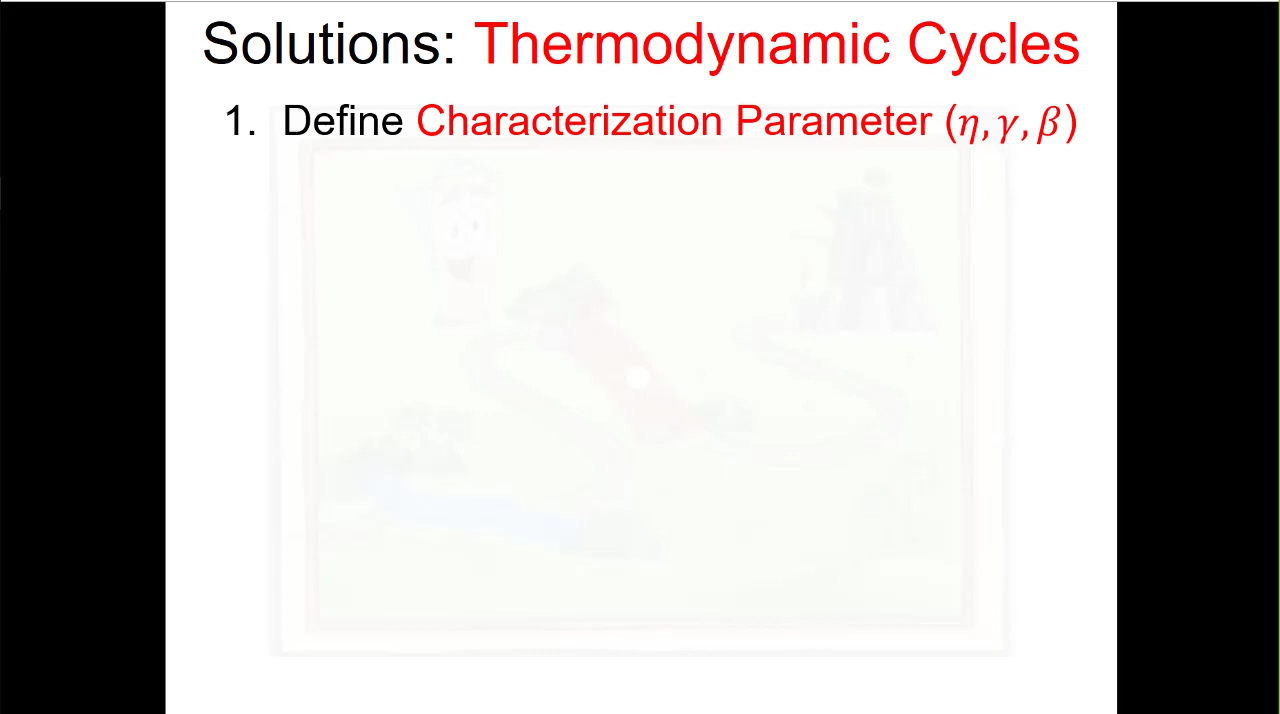 Solutions: Thermodynamic Cycles
1. Define Characterization Parameter (η, γ, β)